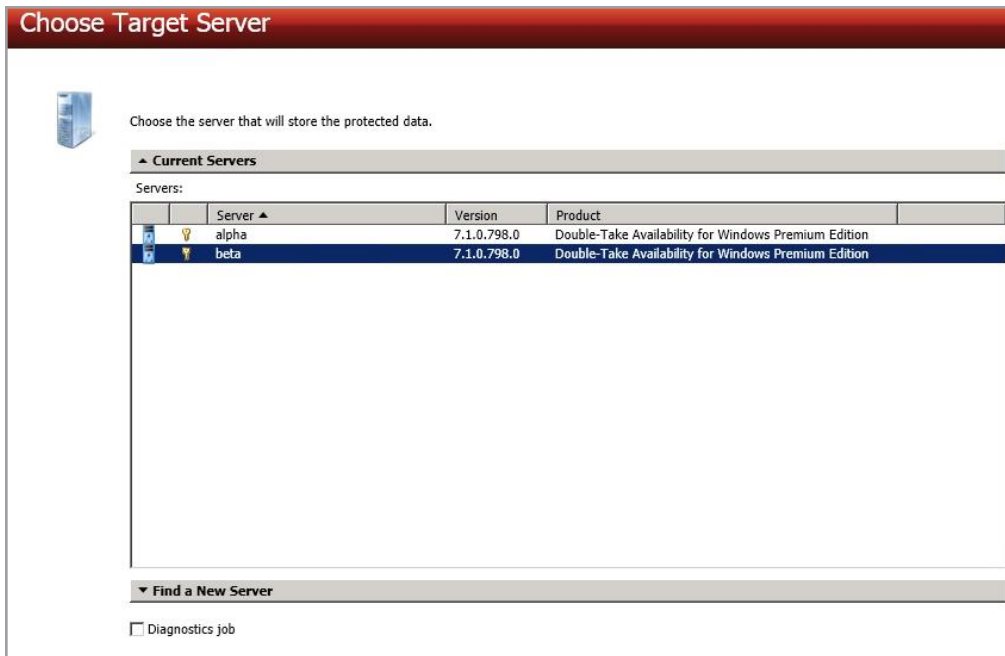 Choose Target Server
Choose the server that will store the protected data.
Current Servers
Servers:
Server Version Product
alpha 7.1.0.798.0 Double-Take Availability for Windows Premium Edition
beta 7.1.0.798.0 Double-Take Availability for Windows Premium Edition
Find a New Server
Diagnostics job